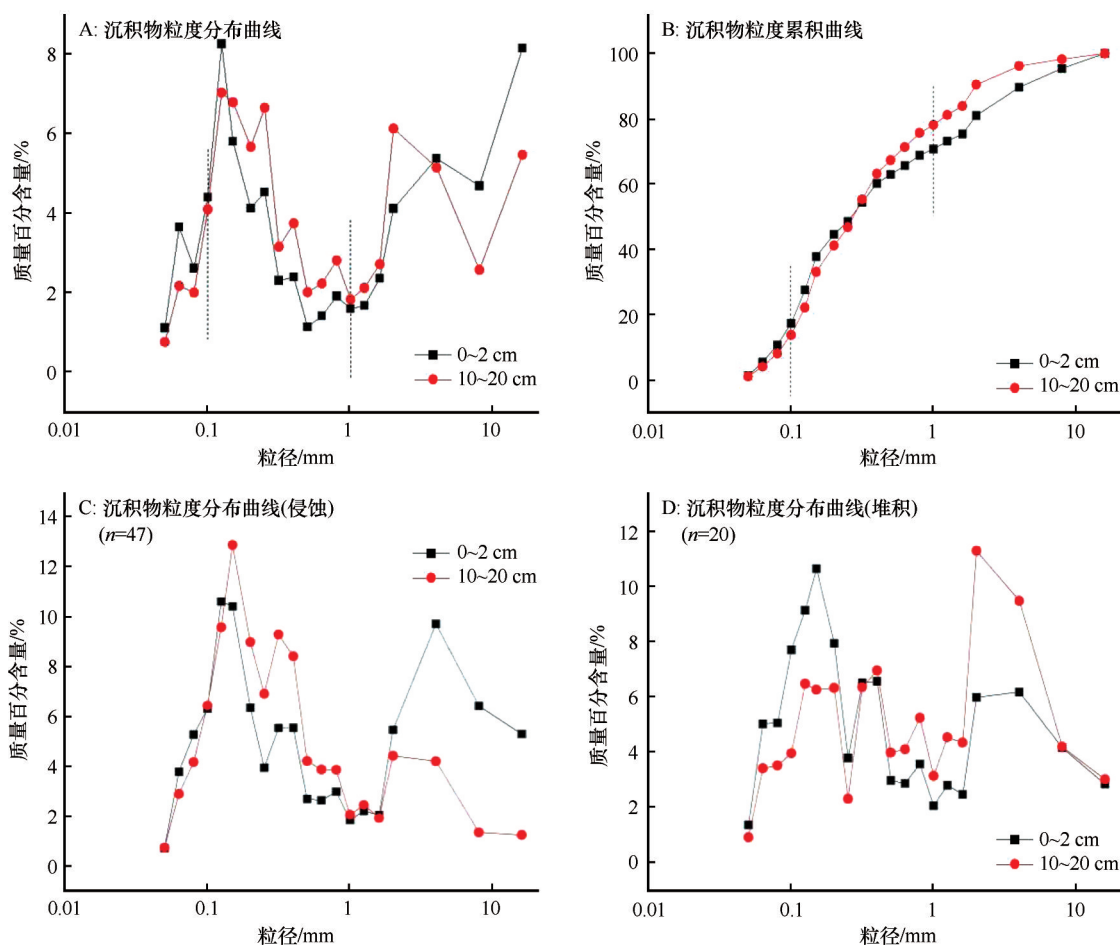 A: 沉积物粒度分布曲线
8
6
4
2
0
质量百分含量/%
0~2 cm
10~20 cm
0.01
0.1
1
10
粒径/mm
B: 沉积物粒度累积曲线
100
80
60
40
20
0
质量百分含量/%
0~2 cm
10~20 cm
0.01
0.1
1
10
粒径/mm
C: 沉积物粒度分布曲线(侵蚀)
(n=47)
14
12
10
8
6
4
2
0
质量百分含量/%
0~2 cm
10~20 cm
0.01
0.1
1
10
粒径/mm
D: 沉积物粒度分布曲线(堆积)
(n=20)
12
10
8
6
4
2
0
质量百分含量/%
0~2 cm
10~20 cm
0.01
0.1
1
10
粒径/mm